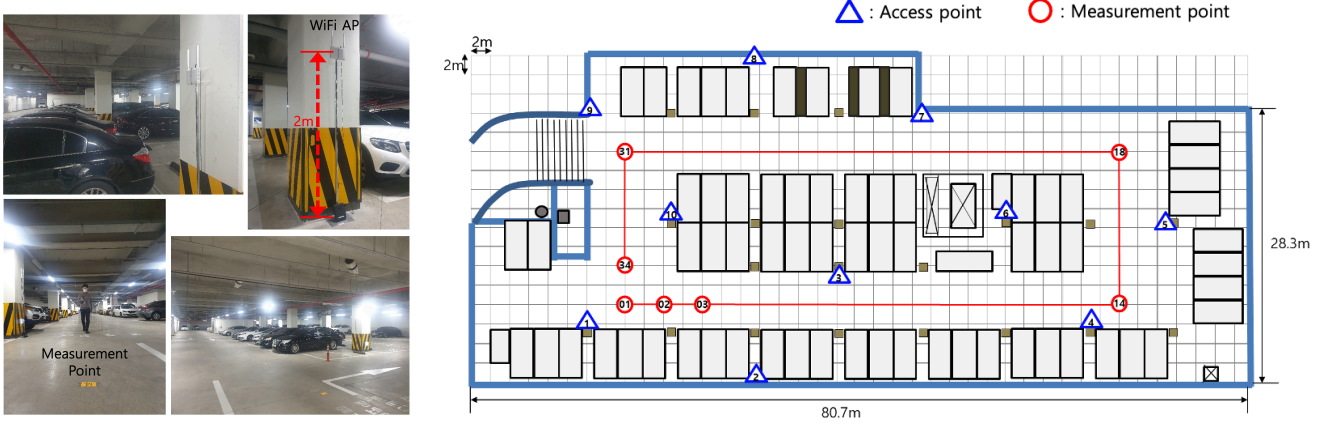 WiFi AP
2m
Measurement
Point
: Access point
: Measurement point
2m
2m
8
9
7
31
18
10
6
5
34
3
01
02
03
14
1
4
2
28.3m
80.7m